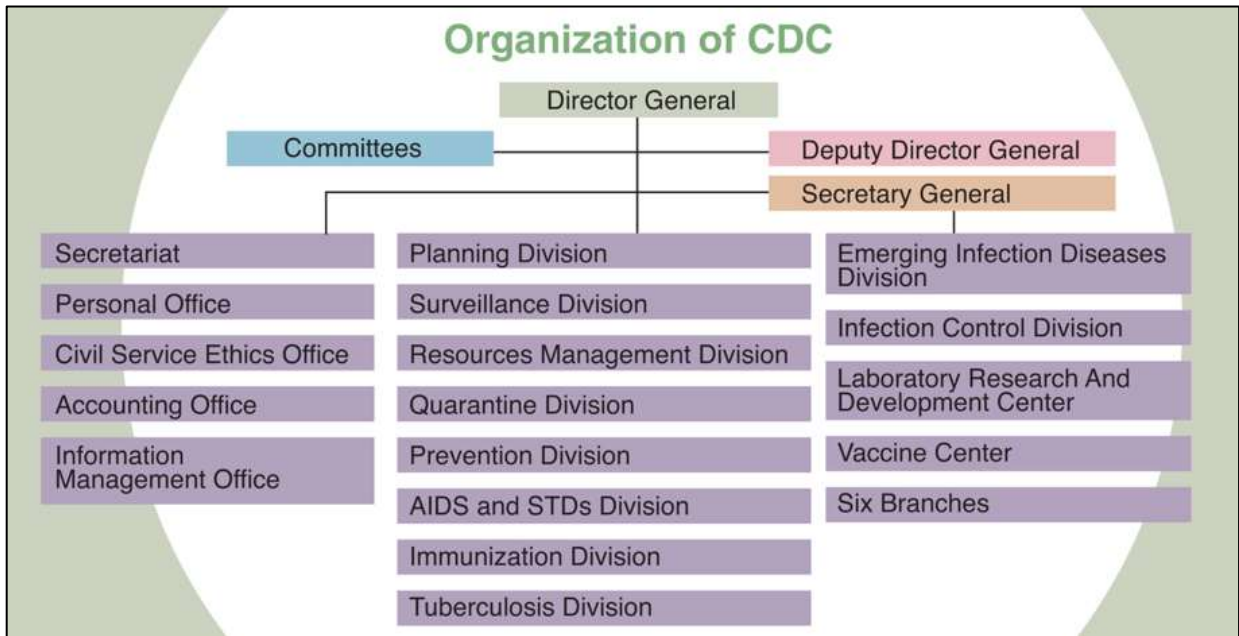 Organization of CDC
Director General
Committees
Deputy Director General
Secretary General
Secretariat
Personal Office
Civil Service Ethics Office
Accounting Office
Information
Management Office
Planning Division
Surveillance Division
Resources Management Division
Quarantine Division
Prevention Division
AIDS and STDs Division
Immunization Division
Tuberculosis Division
Emerging Infection Diseases
Division
Infection Control Division
Laboratory Research And
Development Center
Vaccine Center
Six Branches